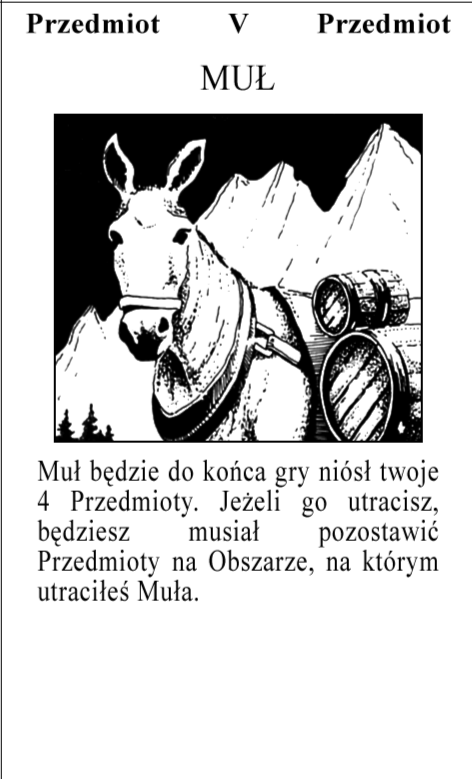 Przedmiot V Przedmiot
MUŁ
Muł będzie do końca gry niósł twoje
4 Przedmioty. Jeżeli go utracisz,
będziesz musiał pozostawić
Przedmioty na Obszarze, na którym
utraciłeś Muła.